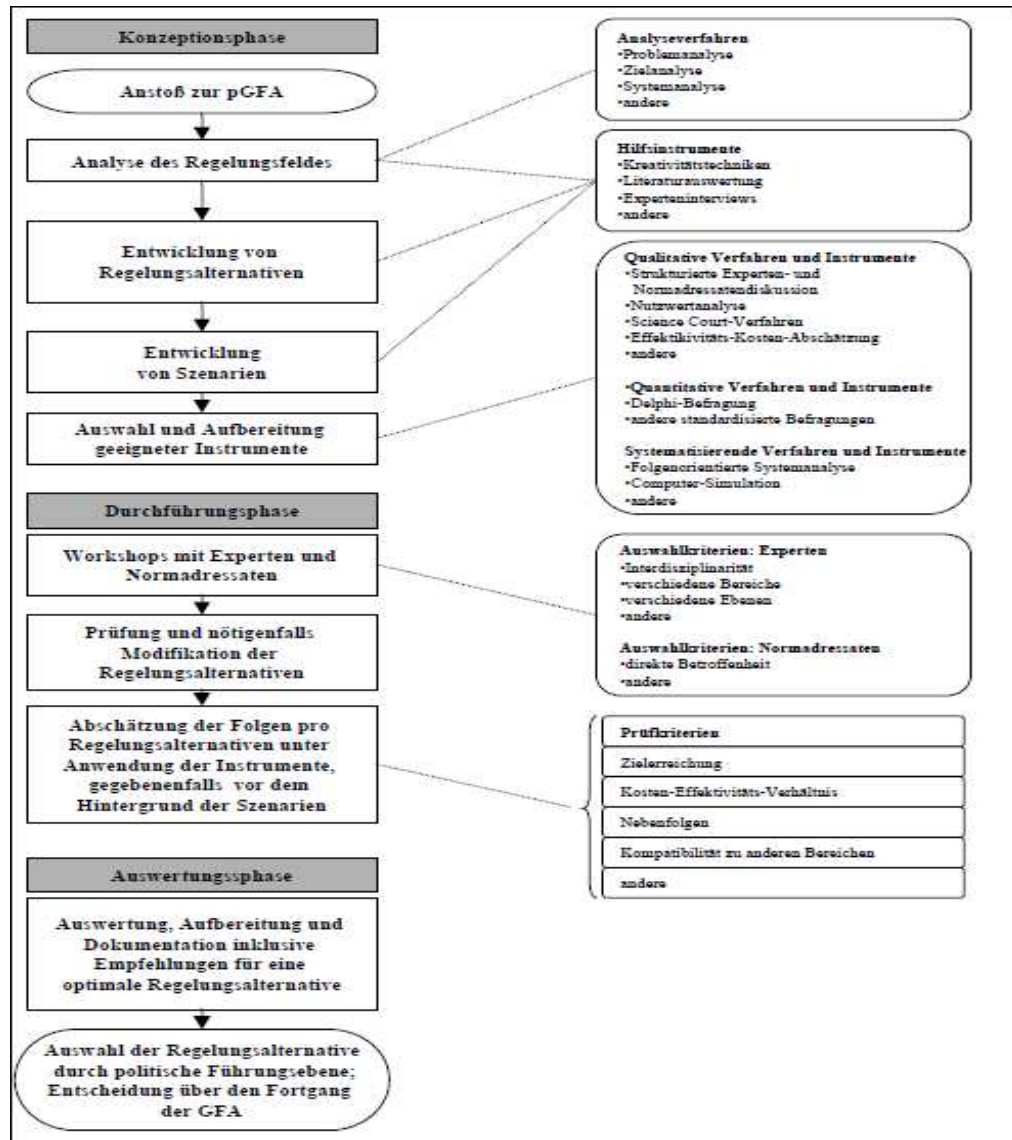 Konzeptionsphase
Anstoß zur pGFA
Analyse des Regelungsfeldes
Entwicklung von
Regelungsalternativen
Entwicklung
von Szenarien
Auswahl und Aufbereitung
geeigneter Instrumente
Analyseverfahren
•Problemanalyse
•Zielanalyse
•Systemanalyse
•andere
Hilfsinstrumente
•Kreativitätstechniken
•Literaturauswertung
•Experteninterviews
•andere
Qualitative Verfahren und Instrumente
•Strukturierte Experten- und
Normadressatendiskussion
•Nutzwertanalyse
•Science Court-Verfahren
•Effektikivitäts-Kosten-Abschätzung
•andere
•Quantitative Verfahren und Instrumente
•Delphi-Befragung
•andere standardisierte Befragungen
Systematisierende Verfahren und Instrumente
•Folgenorientierte Systemanalyse
•Computer-Simulation
•andere
Durchführungsphase
Workshops mit Experten und
Normadressaten
Prüfung und nötigenfalls
Modifikation der
Regelungsalternativen
Abschätzung der Folgen pro
Regelungsalternativen unter
Anwendung der Instrumente,
gegebenenfalls vor dem
Hintergrund der Szenarien
Auswahlkriterien: Experten
•Interdisziplinarität
•verschiedene Bereiche
•verschiedene Ebenen
•andere
Auswahlkriterien: Normadressaten
•direkte Betroffenheit
•andere
Prüfkriterien
Zielerreichung
Kosten-Effektivitäts-Verhältnis
Nebenfolgen
Kompatibilität zu anderen Bereichen
andere
Auswertungssphase
Auswertung, Aufbereitung und
Dokumentation inklusive
Empfehlungen für eine
optimale Regelungsalternative
Auswahl der Regelungsalternative
durch politische Führungsebene;
Entscheidung über den Fortgang
der GFA